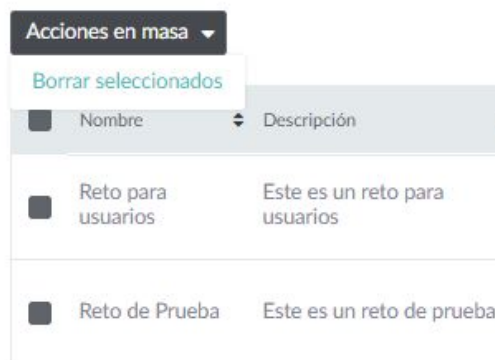 Acciones en masa
Borrar seleccionados
Nombre Descripción
Reto para Este es un reto para
usuarios usuarios
Reto de Prueba Este es un reto de prueba